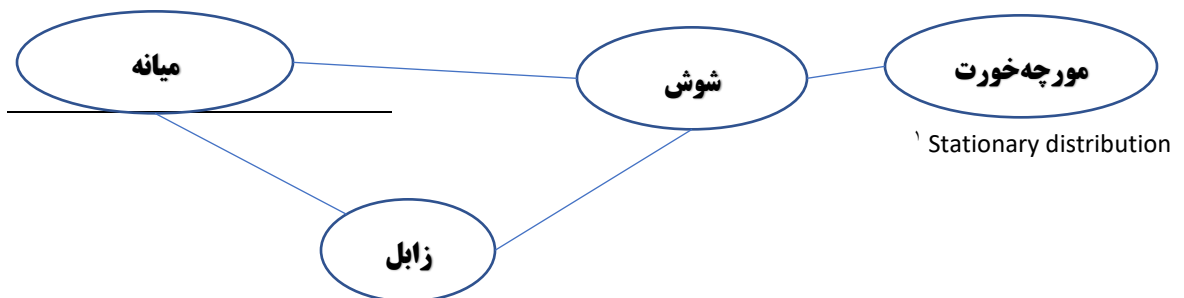 میانه
شوش
مورچه‌خورت
۱ Stationary distribution
زابل